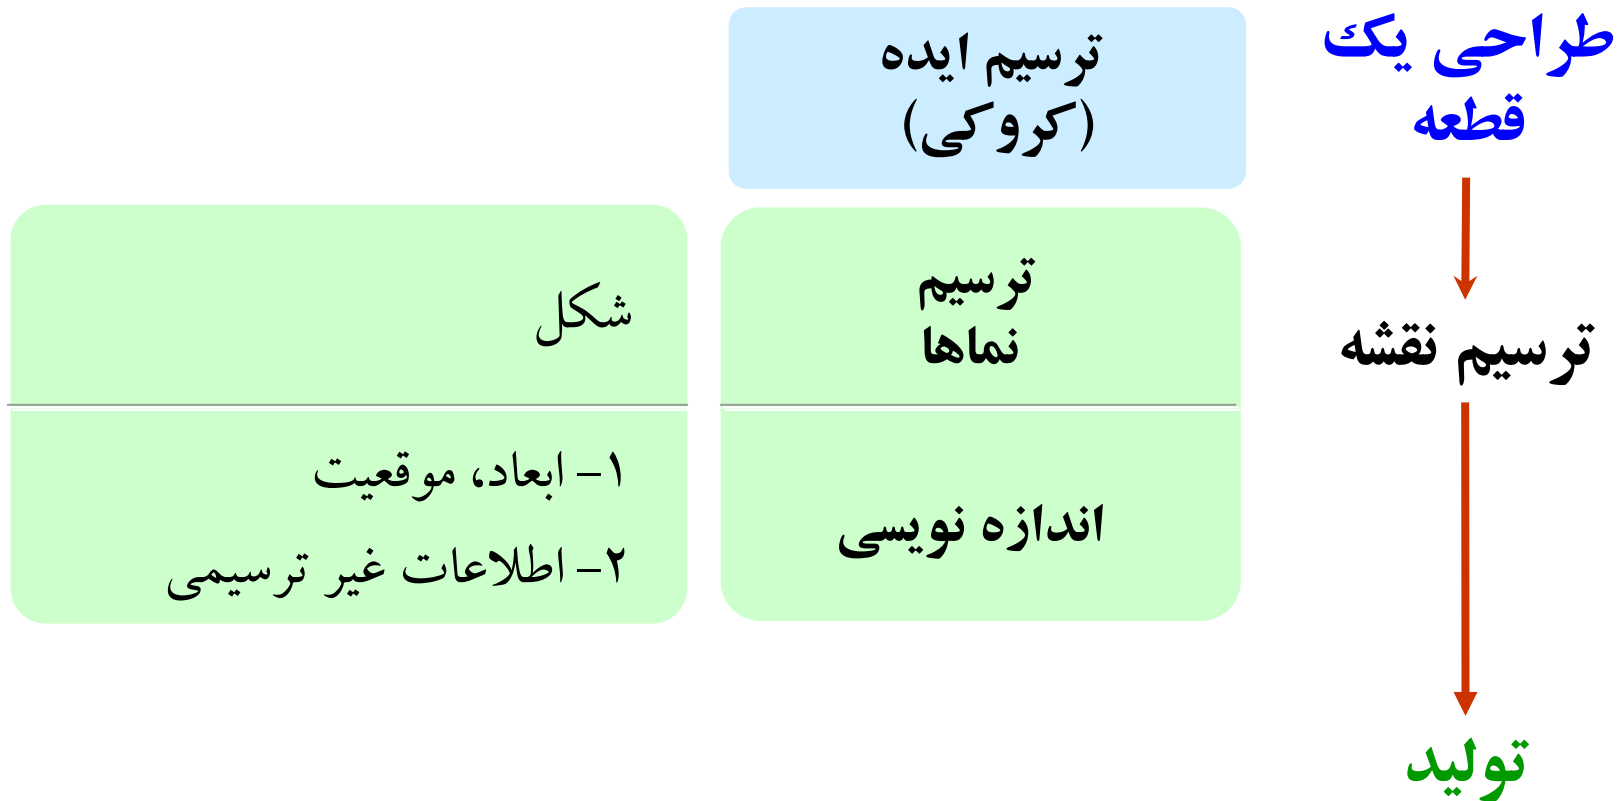 طراحی یک
قطعه
ترسیم ایده
(کروکی)
ترسیم نقشه
ترسیم
نماها
شکل
اندازه نویسی
۱- ابعاد، موقعیت
۲- اطلاعات غیر ترسیمی
تولید